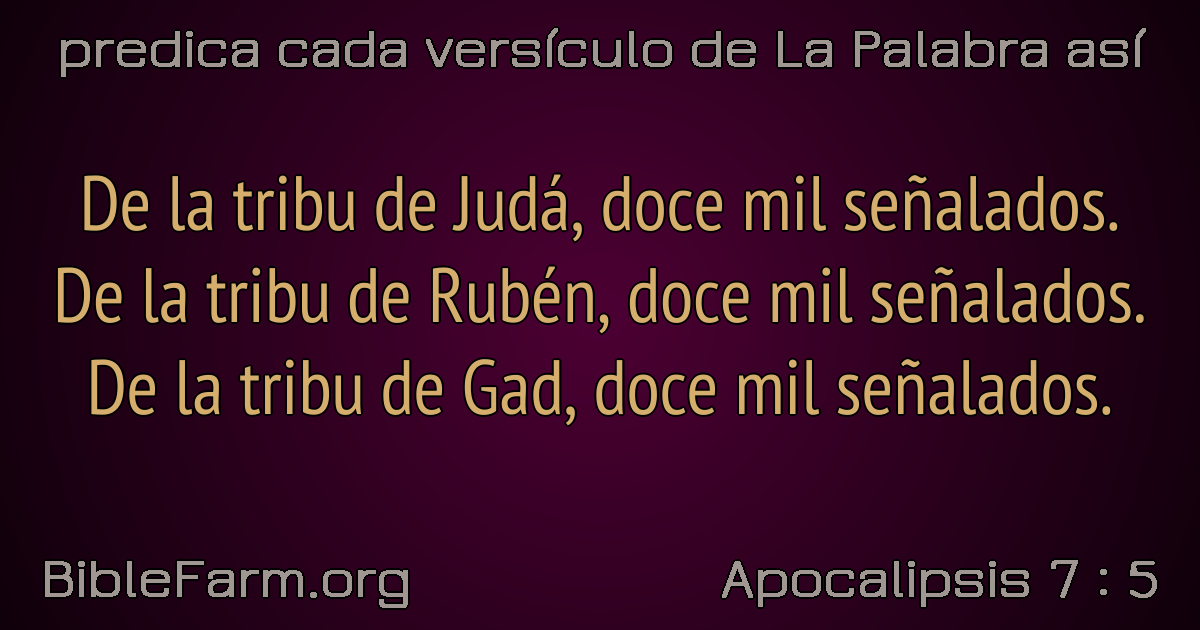 predica cada versículo de La Palabra así
De la tribu de Judá, doce mil señalados.
De la tribu de Rubén, doce mil señalados.
De la tribu de Gad, doce mil señalados.
BibleFarm.org
Apocalipsis 7 : 5